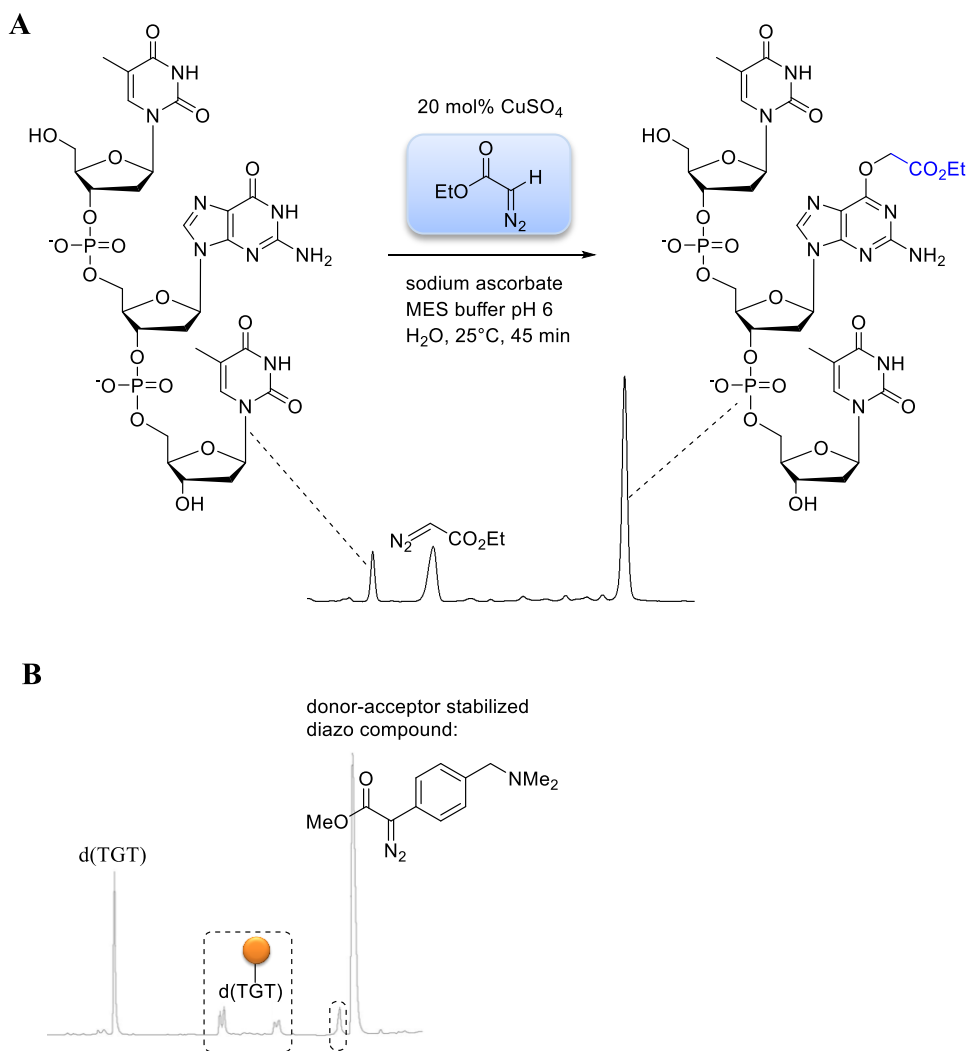 A
20 mol% CuSO4
O
EtO
H
N2
sodium ascorbate
MES buffer pH 6
H2O, 25°C, 45 min
O
NH
N
O
HO
O
O
N
NH
N
N
NH2
O
-O-P=O
O
O
O
NH
N
O
O
-O-P=O
O
O
OH
O
NH
N
O
HO
O
O
CO2Et
N
N
N
N
NH2
O
-O-P=O
O
O
O
NH
N
O
O
-O-P=O
O
O
OH
N2
CO2Et
B
donor-acceptor stabilized
diazo compound:
O
MeO
N2
NMe2
d(TGT)
d(TGT)